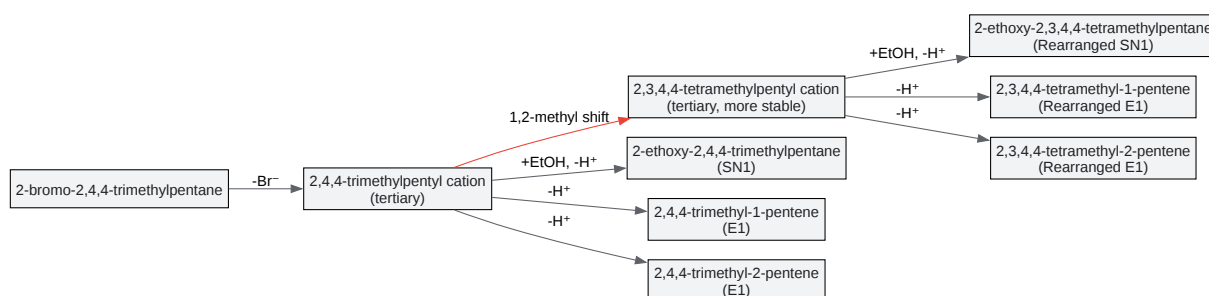 2-bromo-2,4,4-trimethylpentane
-Br⁻
2,4,4-trimethylpentyl cation
(tertiary)
1,2-methyl shift
+EtOH, -H⁺
-H⁺
-H⁺
2,3,4,4-tetramethylpentyl cation
(tertiary, more stable)
2-ethoxy-2,4,4-trimethylpentane
(SN1)
2,4,4-trimethyl-1-pentene
(E1)
2,4,4-trimethyl-2-pentene
(E1)
+EtOH, -H⁺
-H⁺
-H⁺
2-ethoxy-2,3,4,4-tetramethylpentane
(Rearranged SN1)
2,3,4,4-tetramethyl-1-pentene
(Rearranged E1)
2,3,4,4-tetramethyl-2-pentene
(Rearranged E1)